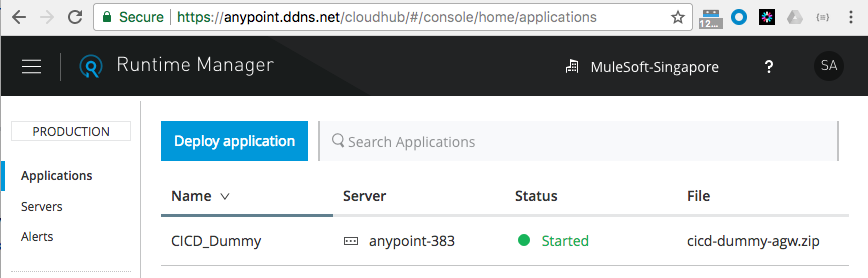 Secure https://anypoint.ddns.net/cloudhub/#/console/home/applications
12...
Runtime Manager
MuleSoft-Singapore ? SA
PRODUCTION
Deploy application
Search Applications
Applications
Servers
Alerts
Name Server Status File
CICD_Dummy anypoint-383 Started cicd-dummy-agw.zip